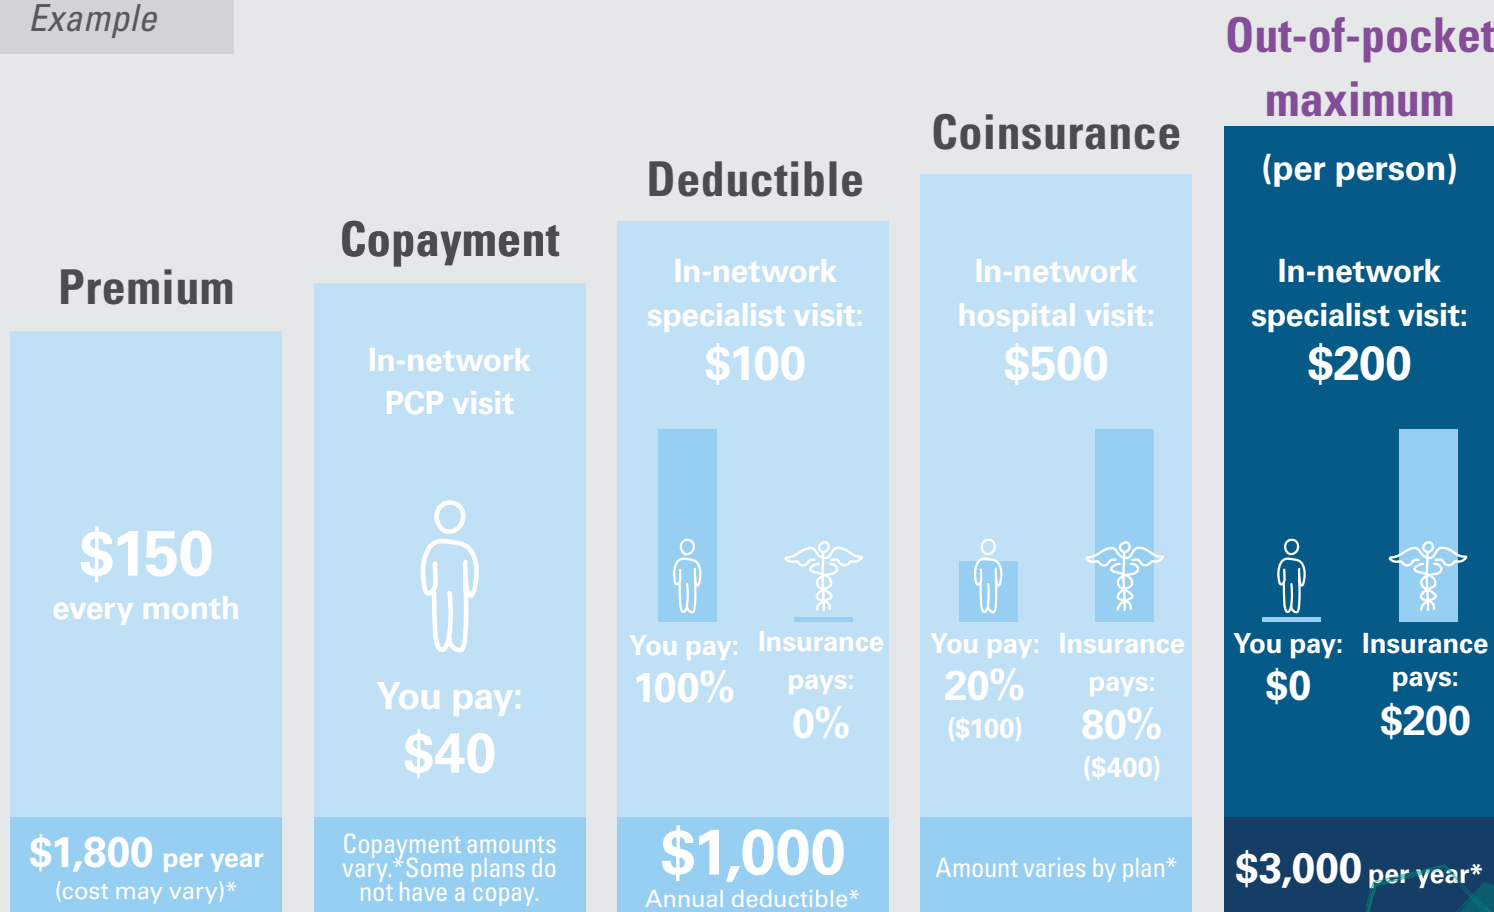 Example
Premium
$150
every month
$1,800 per year
(cost may vary)*
Copayment
In-network
PCP visit
You pay:
$40
Copayment amounts
vary.*Some plans do
not have a copay.
Deductible
In-network
specialist visit:
$100
You pay:
100%
Insurance
pays:
0%
$1,000
Annual deductible*
Coinsurance
In-network
hospital visit:
$500
You pay:
20%
($100)
Insurance
pays:
80%
($400)
Amount varies by plan*
Out-of-pocket
maximum
(per person)
In-network
specialist visit:
$200
You pay:
$0
Insurance
pays:
$200
$3,000 per year*